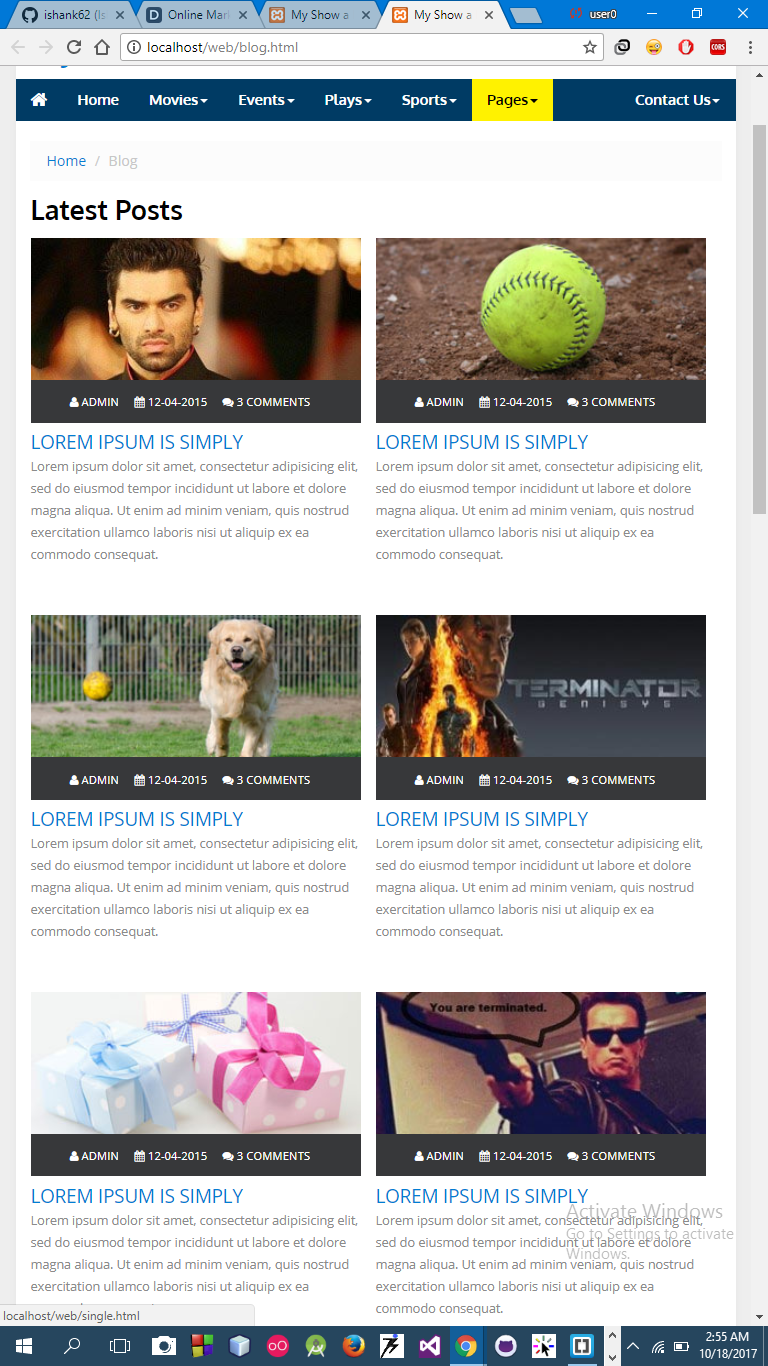 ishank62 (Is
Online Mark
My Show a
My Show a
user0
localhost/web/blog.html
CORS
Home Movies Events Plays Sports Pages Contact Us
Home / Blog
Latest Posts
ADMIN 12-04-2015 3 COMMENTS
LOREM IPSUM IS SIMPLY
Lorem ipsum dolor sit amet, consectetur adipisicing elit,
sed do eiusmod tempor incididunt ut labore et dolore
magna aliqua. Ut enim ad minim veniam, quis nostrud
exercitation ullamco laboris nisi ut aliquip ex ea
commodo consequat.
ADMIN 12-04-2015 3 COMMENTS
LOREM IPSUM IS SIMPLY
Lorem ipsum dolor sit amet, consectetur adipisicing elit,
sed do eiusmod tempor incididunt ut labore et dolore
magna aliqua. Ut enim ad minim veniam, quis nostrud
exercitation ullamco laboris nisi ut aliquip ex ea
commodo consequat.
ADMIN 12-04-2015 3 COMMENTS
LOREM IPSUM IS SIMPLY
Lorem ipsum dolor sit amet, consectetur adipisicing elit,
sed do eiusmod tempor incididunt ut labore et dolore
magna aliqua. Ut enim ad minim veniam, quis nostrud
exercitation ullamco laboris nisi ut aliquip ex ea
commodo consequat.
TERMINATOR
GENISYS
ADMIN 12-04-2015 3 COMMENTS
LOREM IPSUM IS SIMPLY
Lorem ipsum dolor sit amet, consectetur adipisicing elit,
sed do eiusmod tempor incididunt ut labore et dolore
magna aliqua. Ut enim ad minim veniam, quis nostrud
exercitation ullamco laboris nisi ut aliquip ex ea
commodo consequat.
ADMIN 12-04-2015 3 COMMENTS
LOREM IPSUM IS SIMPLY
Lorem ipsum dolor sit amet, consectetur adipisicing elit,
sed do eiusmod tempor incididunt ut labore et dolore
magna aliqua. Ut enim ad minim veniam, quis nostrud
exercitation ullamco laboris nisi ut aliquip ex ea
You are terminated.
ADMIN 12-04-2015 3 COMMENTS
LOREM IPSUM IS SIMPLY
Lorem ipsum dolor sit amet, consectetur adipisicing elit,
sed do eiusmod tempor incididunt ut labore et dolore
magna aliqua. Ut enim ad minim veniam, quis nostrud
exercitation ullamco laboris nisi ut aliquip ex ea
commodo consequat.
Activate Windows
Go to Settings to activate
Windows.
localhost/web/single.html
2:55 AM
10/18/2017